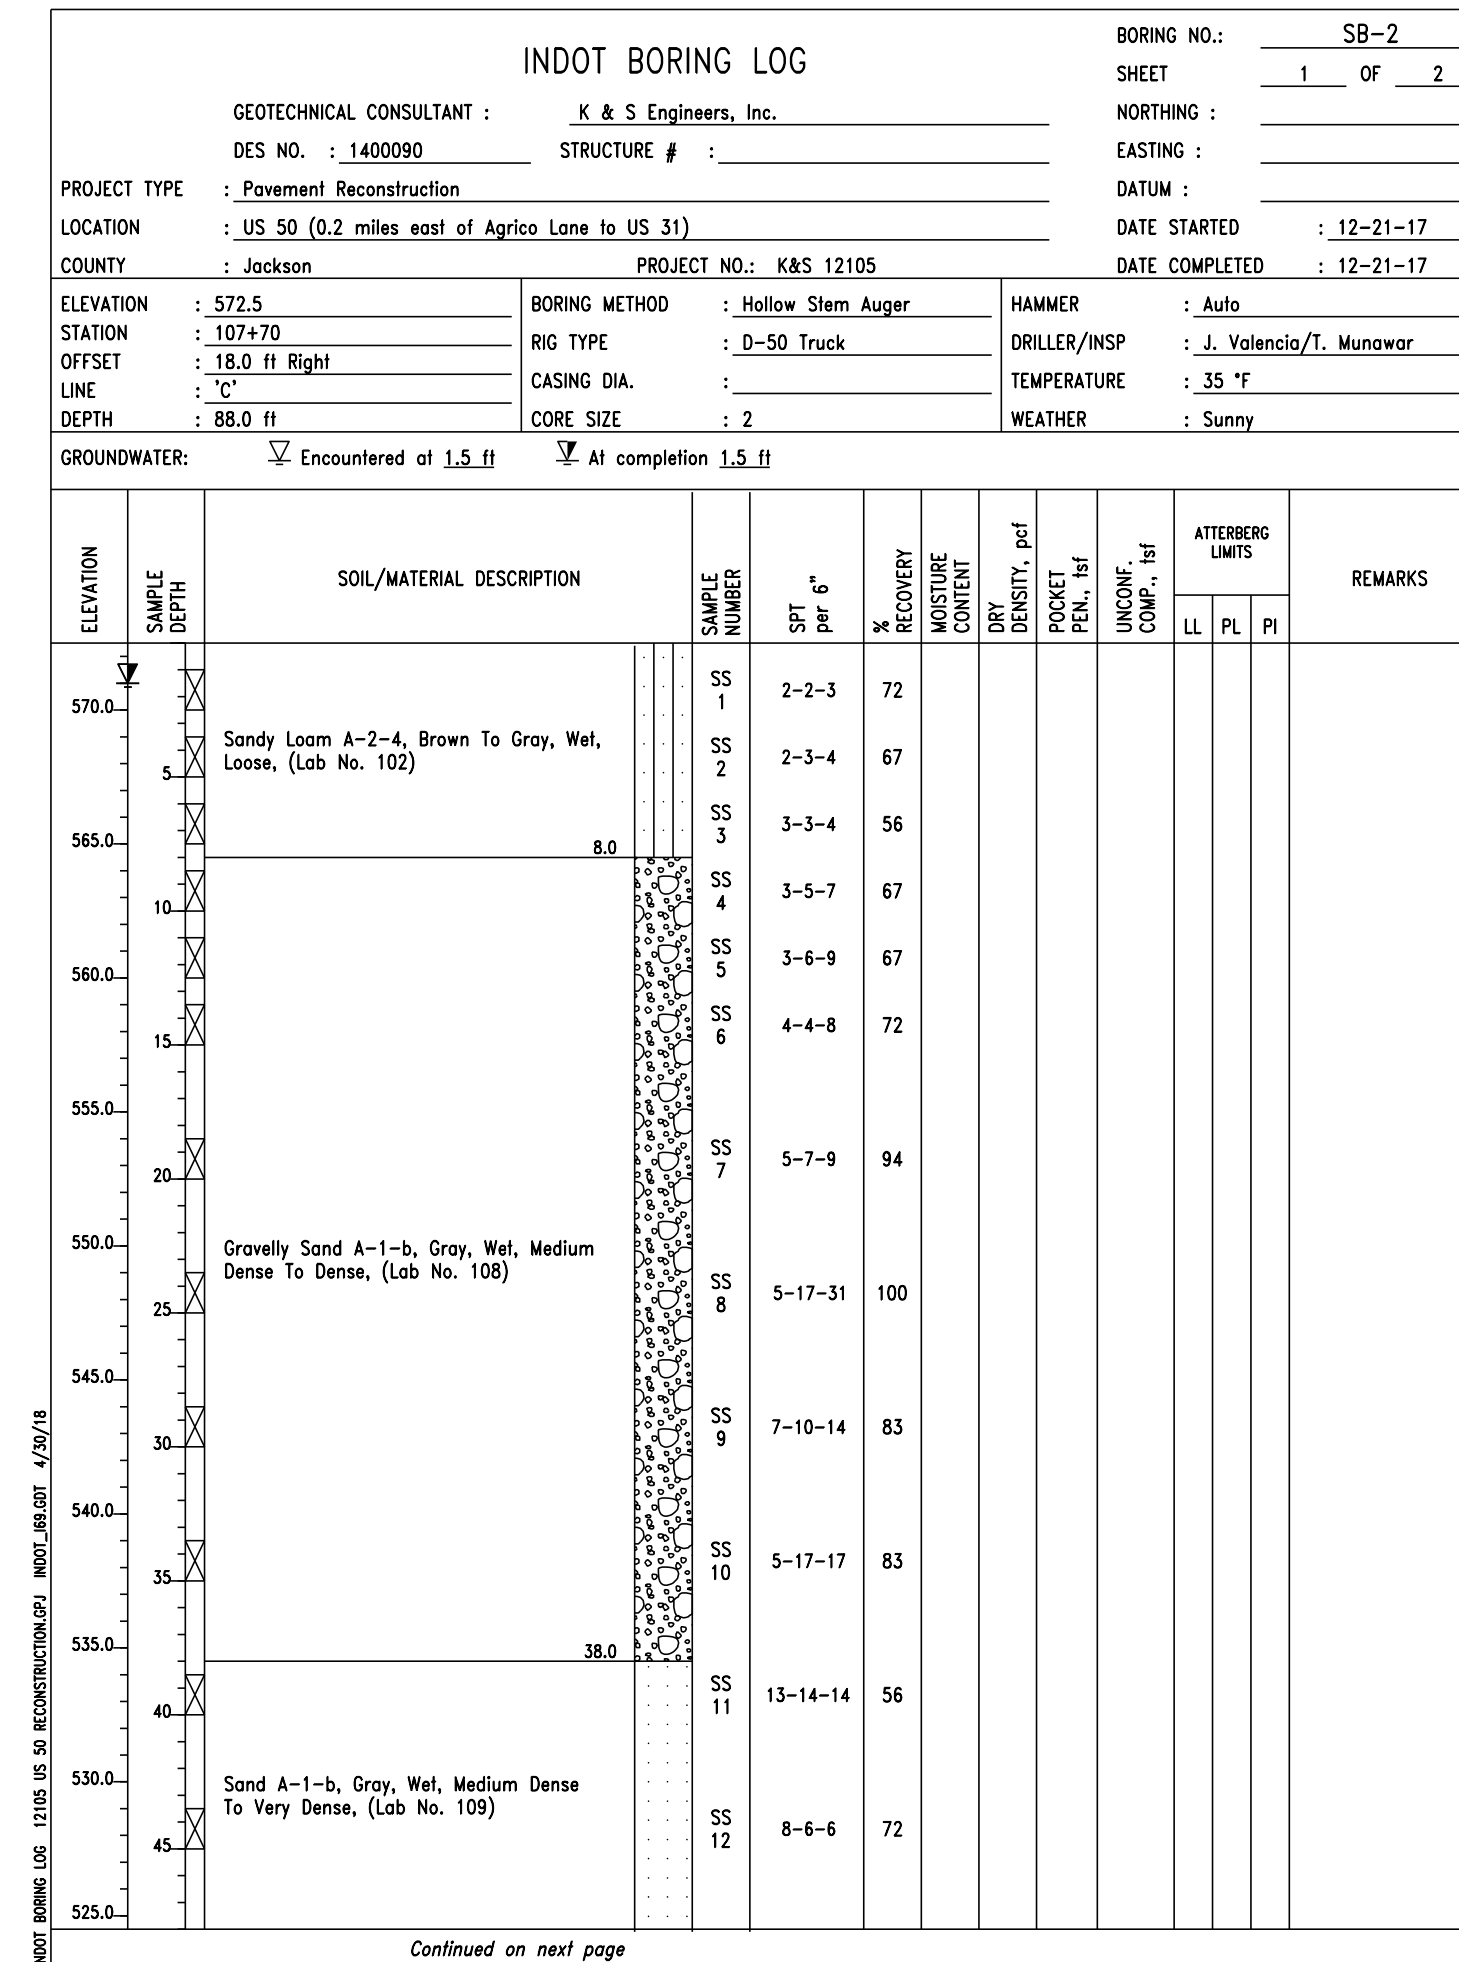 INDOT BORING LOG
BORING NO.: SB-2
SHEET 1 OF 2
GEOTECHNICAL CONSULTANT : K & S Engineers, Inc.
NORTHING :
DES NO. : 1400090 STRUCTURE # :
EASTING :
PROJECT TYPE : Pavement Reconstruction
DATUM :
LOCATION : US 50 (0.2 miles east of Agrico Lane to US 31)
DATE STARTED : 12-21-17
COUNTY : Jackson PROJECT NO.: K&S 12105
DATE COMPLETED : 12-21-17
ELEVATION : 572.5
STATION : 107+70
OFFSET : 18.0 ft Right
LINE : 'C'
DEPTH : 88.0 ft
BORING METHOD : Hollow Stem Auger
RIG TYPE : D-50 Truck
CASING DIA. :
CORE SIZE : 2
HAMMER : Auto
DRILLER/INSP : J. Valencia/T. Munawar
TEMPERATURE : 35 °F
WEATHER : Sunny
GROUNDWATER: Encountered at 1.5 ft At completion 1.5 ft
ELEVATION
SAMPLE DEPTH
SOIL/MATERIAL DESCRIPTION
SAMPLE NUMBER
SPT per 6"
% RECOVERY
MOISTURE CONTENT
DRY DENSITY, pcf
POCKET PEN., tsf
UNCONF. COMP., tsf
ATTERBERG LIMITS
LL PL PI
REMARKS
SS 1 2-2-3 72
570.0
Sandy Loam A-2-4, Brown To Gray, Wet,
Loose, (Lab No. 102)
SS 2 2-3-4 67
5
SS 3 3-3-4 56
565.0
8.0
SS 4 3-5-7 67
10
SS 5 3-6-9 67
560.0
SS 6 4-4-8 72
15
555.0
SS 7 5-7-9 94
20
550.0
Gravelly Sand A-1-b, Gray, Wet, Medium
Dense To Dense, (Lab No. 108)
SS 8 5-17-31 100
25
545.0
SS 9 7-10-14 83
30
540.0
SS 10 5-17-17 83
35
535.0
38.0
SS 11 13-14-14 56
40
530.0
Sand A-1-b, Gray, Wet, Medium Dense
To Very Dense, (Lab No. 109)
SS 12 8-6-6 72
45
525.0
Continued on next page
NDOT BORING LOG 12105 US 50 RECONSTRUCTION.GPJ INDOT_I69.GDT 4/30/18